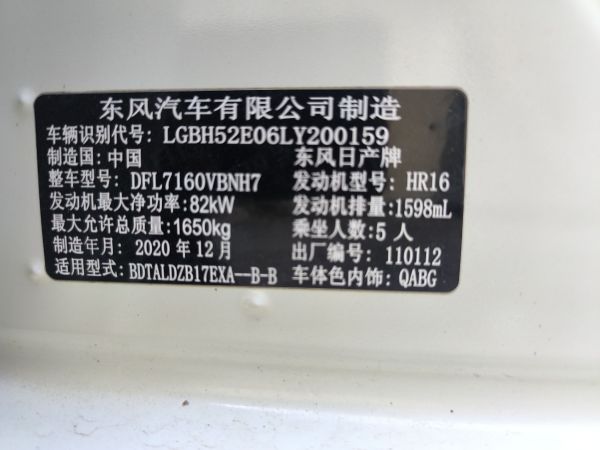 东风汽车有限公司制造
车辆识别代号: LGBH52E06LY200159
制造国: 中国 东风日产牌
整车型号: DFL7160VBNH7 发动机型号: HR16
发动机最大净功率: 82kW 发动机排量: 1598mL
最大允许总质量: 1650kg 乘坐人数: 5 人
制造年月: 2020 年 12 月 出厂编号: 110112
适用型式: BDTALDZB17EXA--B-B 车体色内饰: QABG